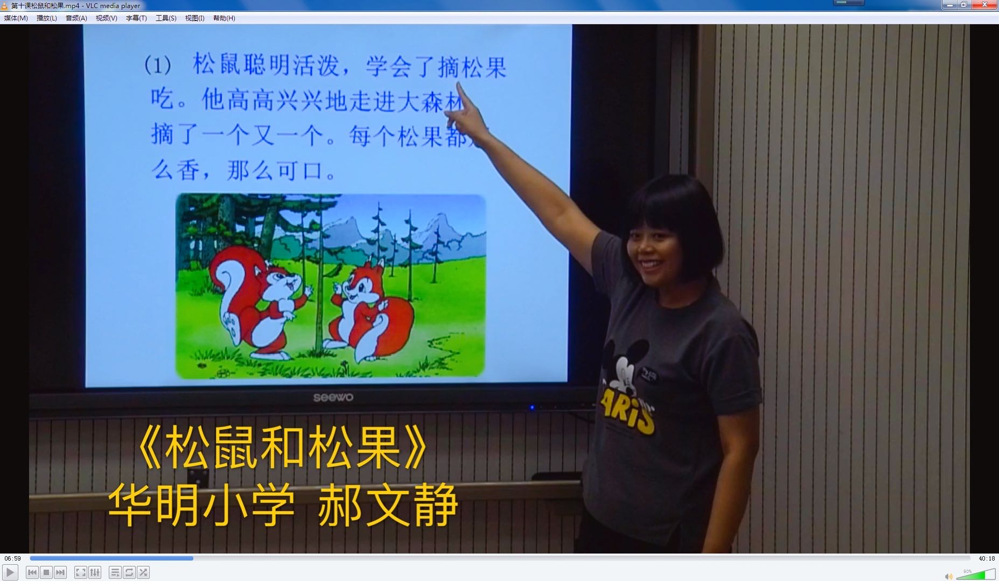 第十课松鼠和松果.mp4 - VLC media player
媒体(M) 播放(L) 音频(A) 视频(V) 字幕(T) 工具(S) 视图(I) 帮助(H)
(1) 松鼠聪明活泼，学会了摘松果
吃。他高高兴兴地走进大森林
摘了一个又一个。每个松果都
么香，那么可口。
seewo
ARiS
《松鼠和松果》
华明小学 郝文静
06:59
40:18
90%